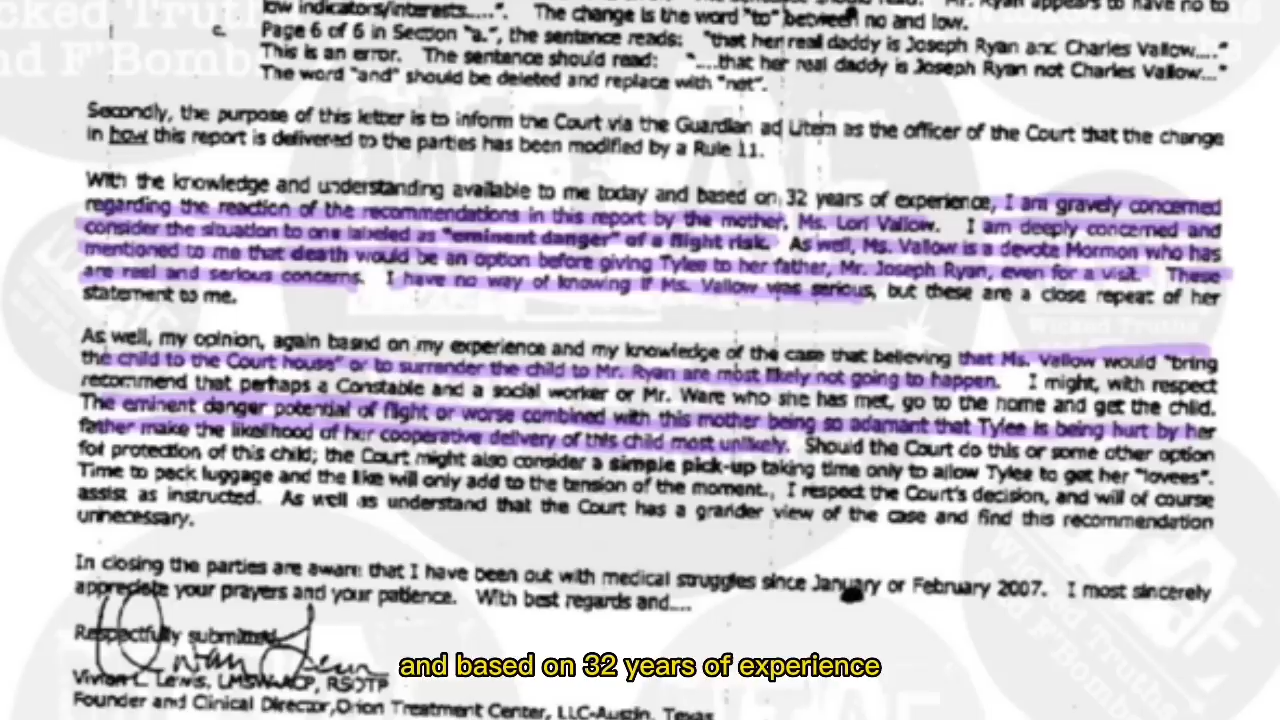 low indicators/interests....". The change is the word "to" between no and low.
c. Page 6 of 6 in Section "a.", the sentence reads: "that her real daddy is Joseph Ryan and Charles Vallow...."
This is an error. The sentence should read: "....that her real daddy is Joseph Ryan not Charles Vallow..."
The word "and" should be deleted and replace with "not".
Secondly, the purpose of this letter is to inform the Court via the Guardian ad Litem as the officer of the Court that the change
in how this report is delivered to the parties has been modified by a Rule 11.
With the knowledge and understanding available to me today and based on 32 years of experience, I am gravely concerned
regarding the reaction of the recommendations in this report by the mother, Ms. Lori Vallow. I am deeply concerned and
consider the situation to one labeled as "eminent danger" of a flight risk. As well, Ms. Vallow is a devote Mormon who has
mentioned to me that death would be an option before giving Tylee to her father, Mr. Joseph Ryan, even for a visit. These
are reel and serious concerns. I have no way of knowing if Ms. Vallow was serious, but these are a close repeat of her
statement to me.
As well, my opinion, again based on my experience and my knowledge of the case that believing that Ms. Vallow would "bring
the child to the Court house" or to surrender the child to Mr. Ryan are most likely not going to happen. I might, with respect
recommend that perhaps a Constable and a social worker or Mr. Ware who she has met, go to the home and get the child.
The eminent danger potential of flight or worse combined with this mother being so adamant that Tylee is being hurt by her
father make the likelihood of her cooperative delivery of this child most unlikely. Should the Court do this or some other option
for protection of this child; the Court might also consider a simple pick-up taking time only to allow Tylee to get her "lovees".
Time to pack luggage and the like will only add to the tension of the moment., I respect the Court's decision, and will of course
assist as instructed. As well as understand that the Court has a grander view of the case and find this recommendation
unnecessary.
In closing the parties are aware that I have been out with medical struggles since January or February 2007. I most sincerely
appreciate your prayers and your patience. With best regards and....
Respectfully submitted,
and based on 32 years of experience
Vivian L. Lewis, LMSW-ACP, RSOTP
Founder and Clinical Director, Orion Treatment Center, LLC-Austin, Texas